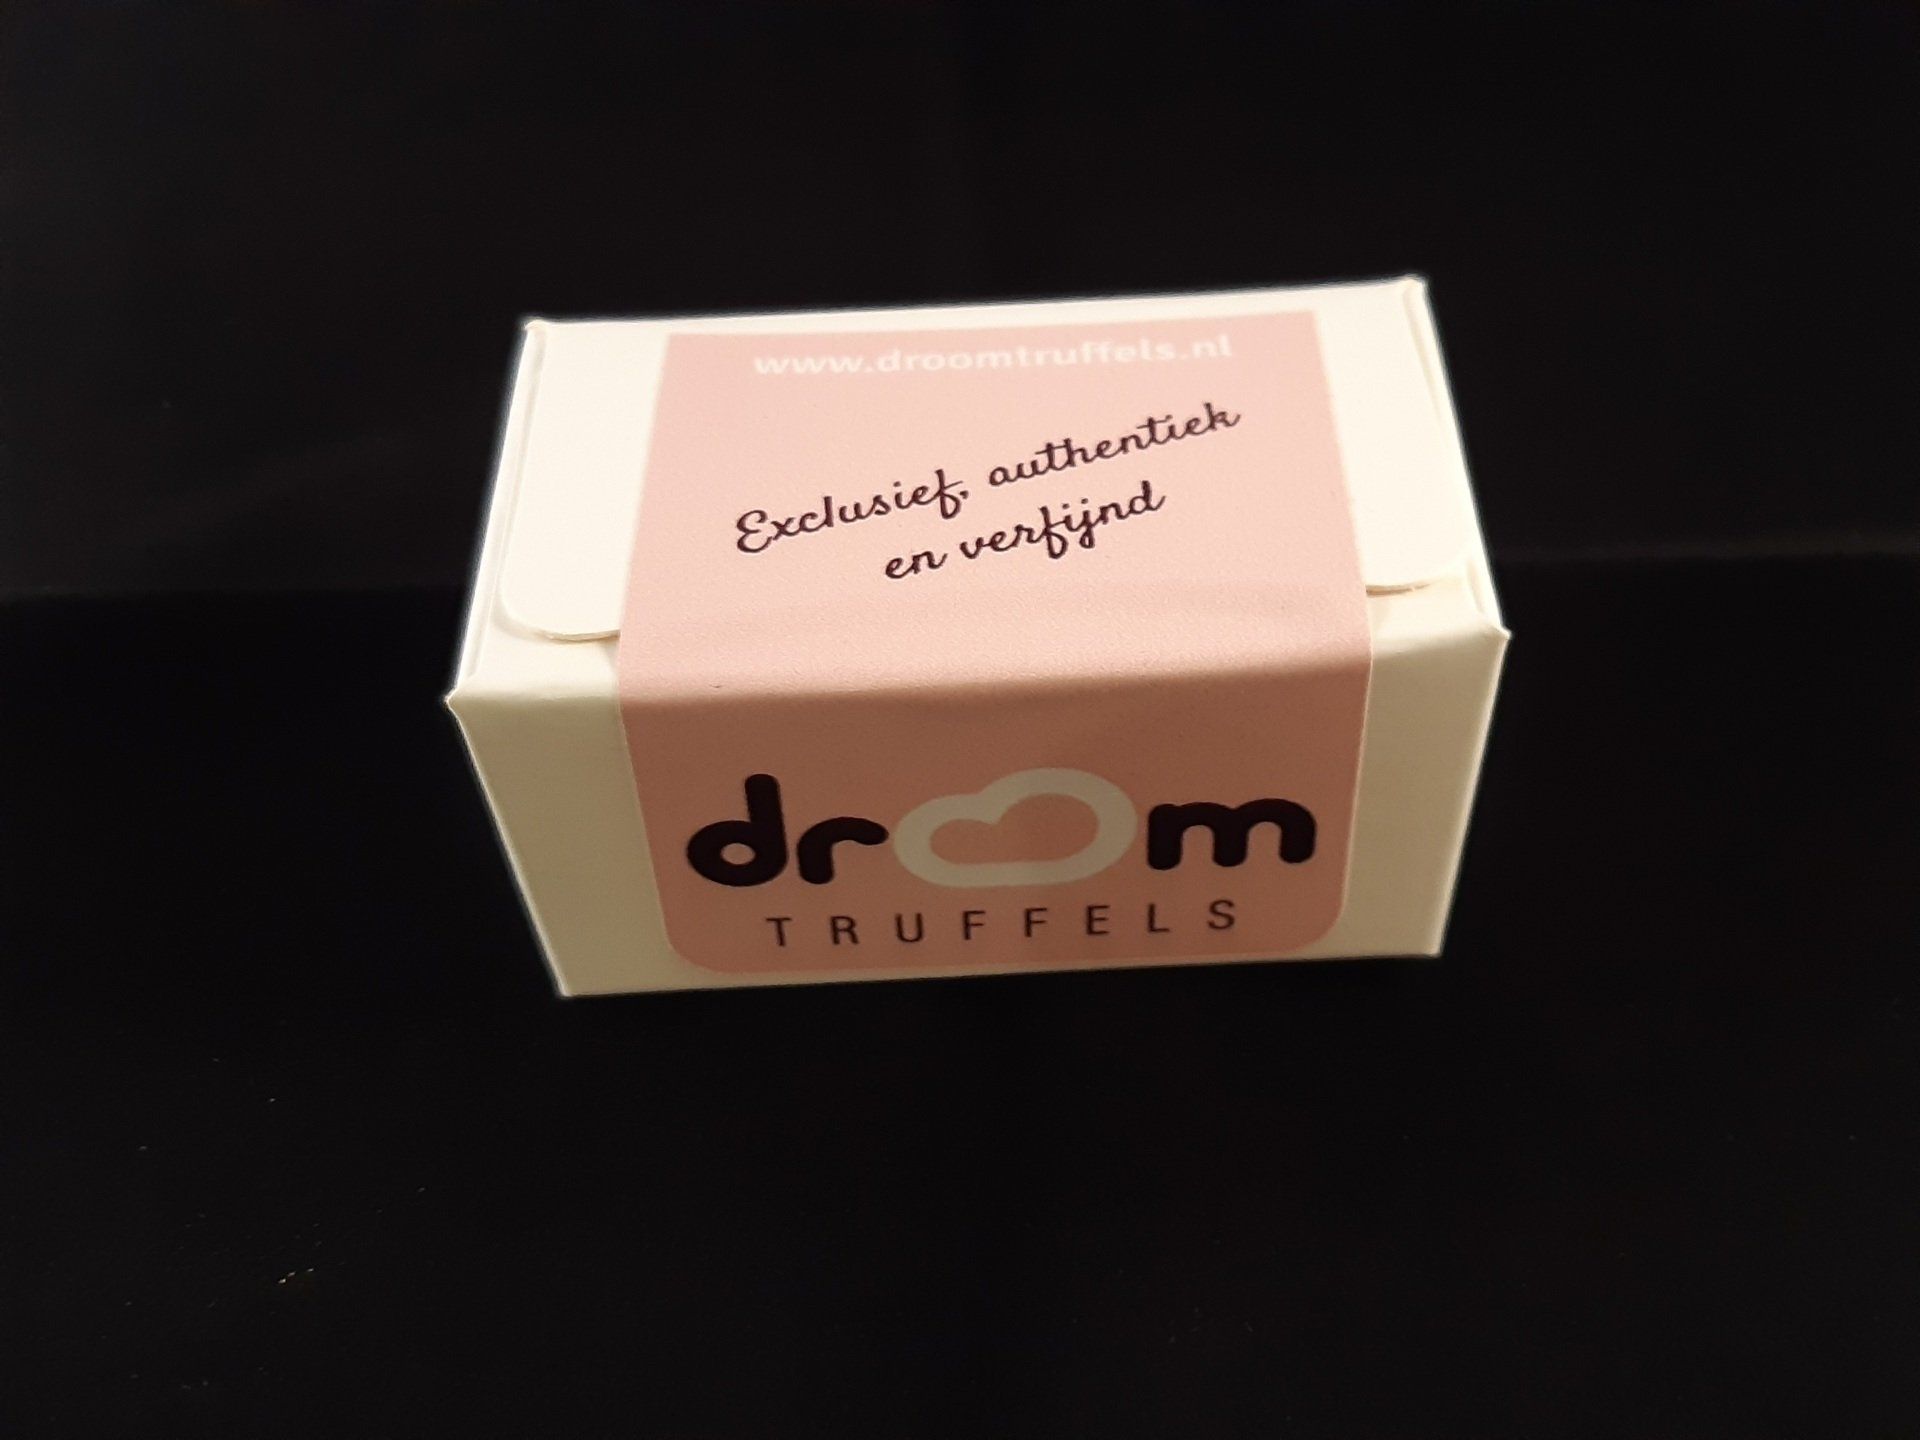 www.droomtruffels.nl
Exclusief, authentiek
en verfijnd
droom
TRUFFELS